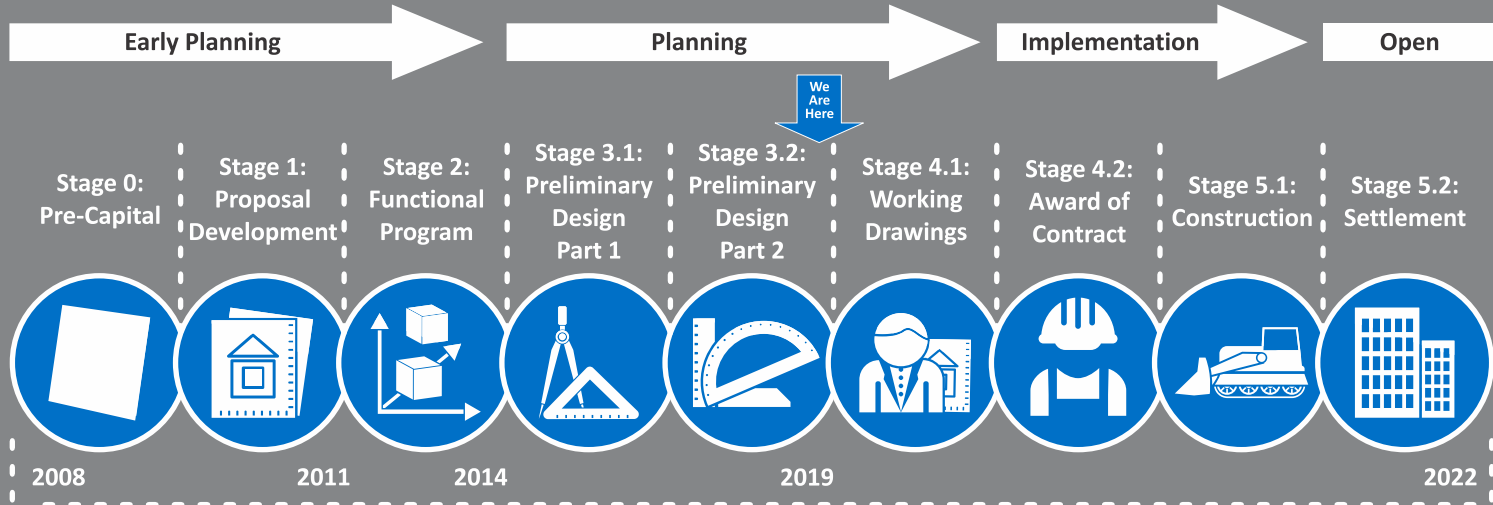 Early Planning
Planning
Implementation
Open
We
Are
Here
Stage 0:
Pre-Capital
Stage 1:
Proposal
Development
Stage 2:
Functional
Program
Stage 3.1:
Preliminary
Design
Part 1
Stage 3.2:
Preliminary
Design
Part 2
Stage 4.1:
Working
Drawings
Stage 4.2:
Award of
Contract
Stage 5.1:
Construction
Stage 5.2:
Settlement
2008
2011
2014
2019
2022